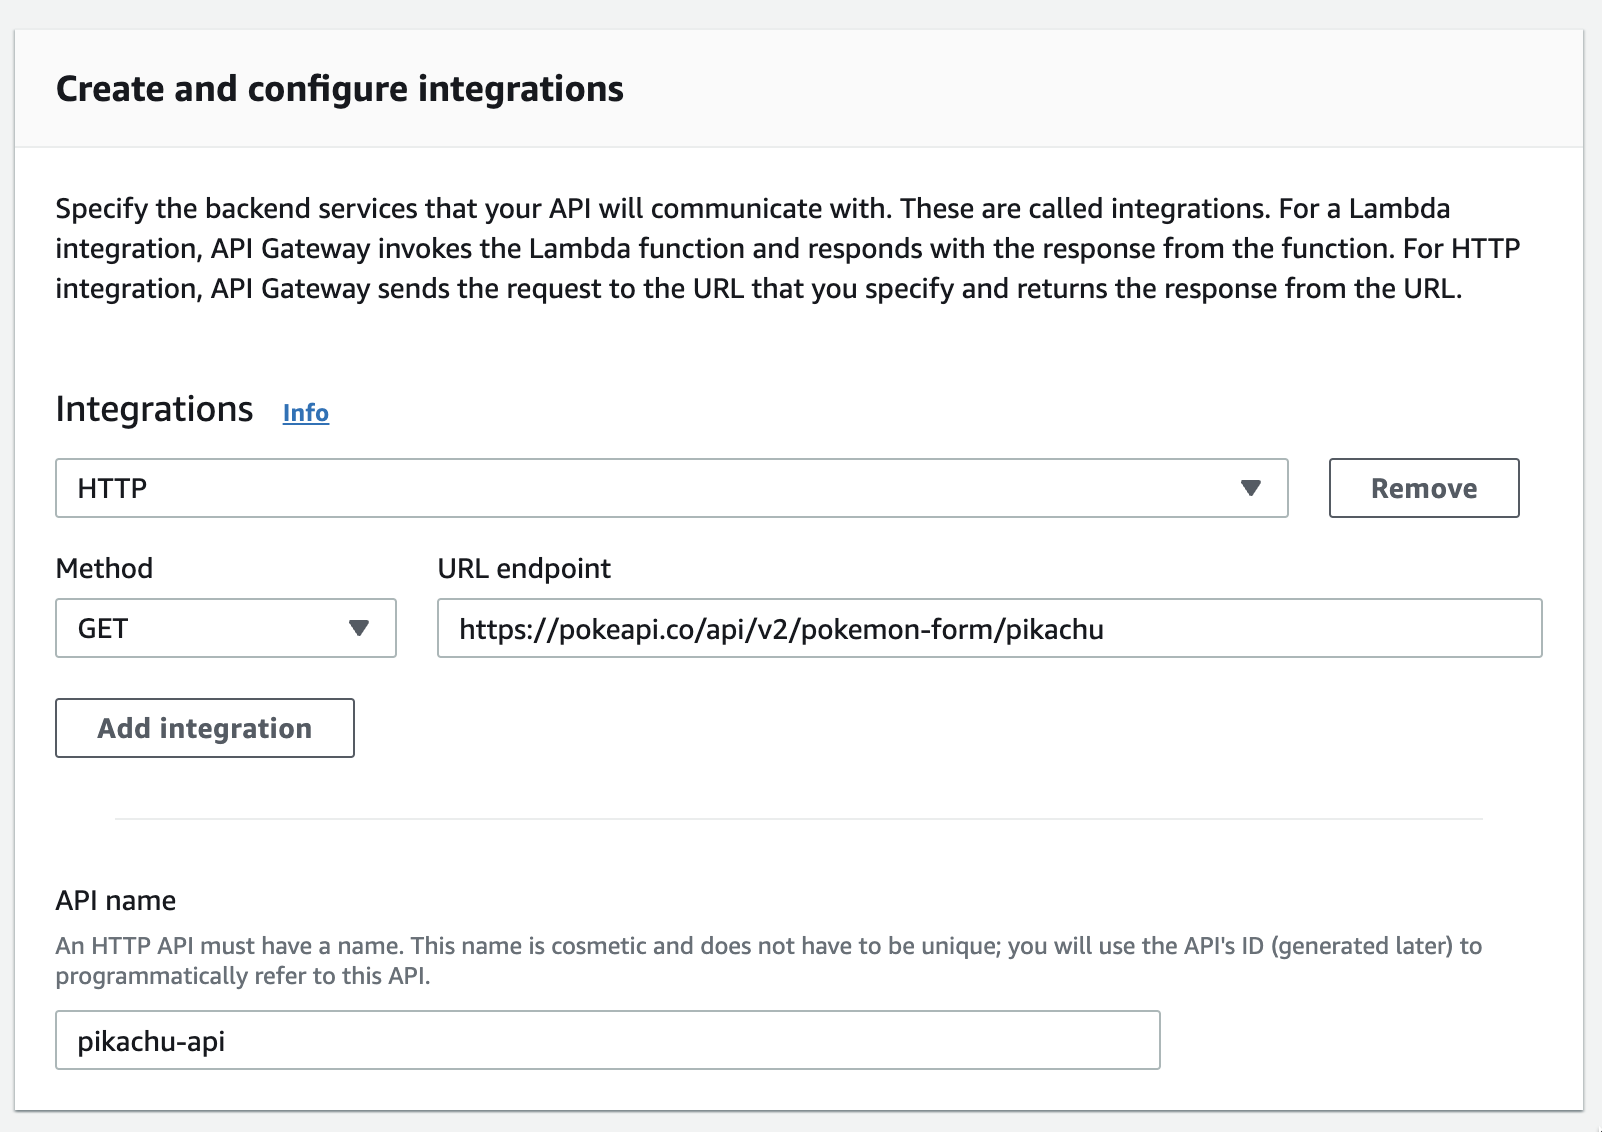 Create and configure integrations
Specify the backend services that your API will communicate with. These are called integrations. For a Lambda
integration, API Gateway invokes the Lambda function and responds with the response from the function. For HTTP
integration, API Gateway sends the request to the URL that you specify and returns the response from the URL.
Integrations Info
HTTP Remove
Method URL endpoint
GET https://pokeapi.co/api/v2/pokemon-form/pikachu
Add integration
API name
An HTTP API must have a name. This name is cosmetic and does not have to be unique; you will use the API's ID (generated later) to
programmatically refer to this API.
pikachu-api